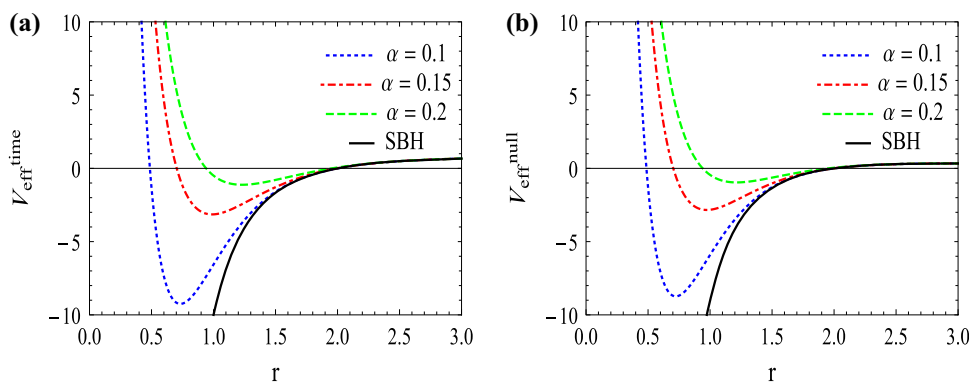 (a)
10
5
0
−5
−10
V_eff^time
α = 0.1
α = 0.15
α = 0.2
SBH
0.0 0.5 1.0 1.5 2.0 2.5 3.0
r
(b)
10
5
0
−5
−10
V_eff^null
α = 0.1
α = 0.15
α = 0.2
SBH
0.0 0.5 1.0 1.5 2.0 2.5 3.0
r